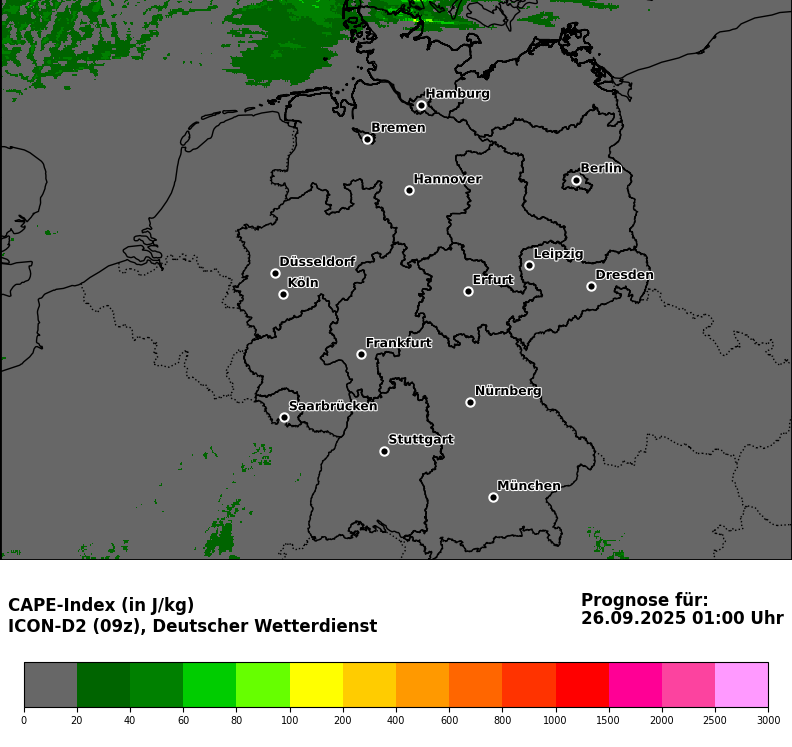 Hamburg
Bremen
Berlin
Hannover
Leipzig
Düsseldorf
Dresden
Köln
Erfurt
Frankfurt
Nürnberg
Saarbrücken
Stuttgart
München
CAPE-Index (in J/kg)
ICON-D2 (09z), Deutscher Wetterdienst
Prognose für:
26.09.2025 01:00 Uhr
0 20 40 60 80 100 200 400 600 800 1000 1500 2000 2500 3000